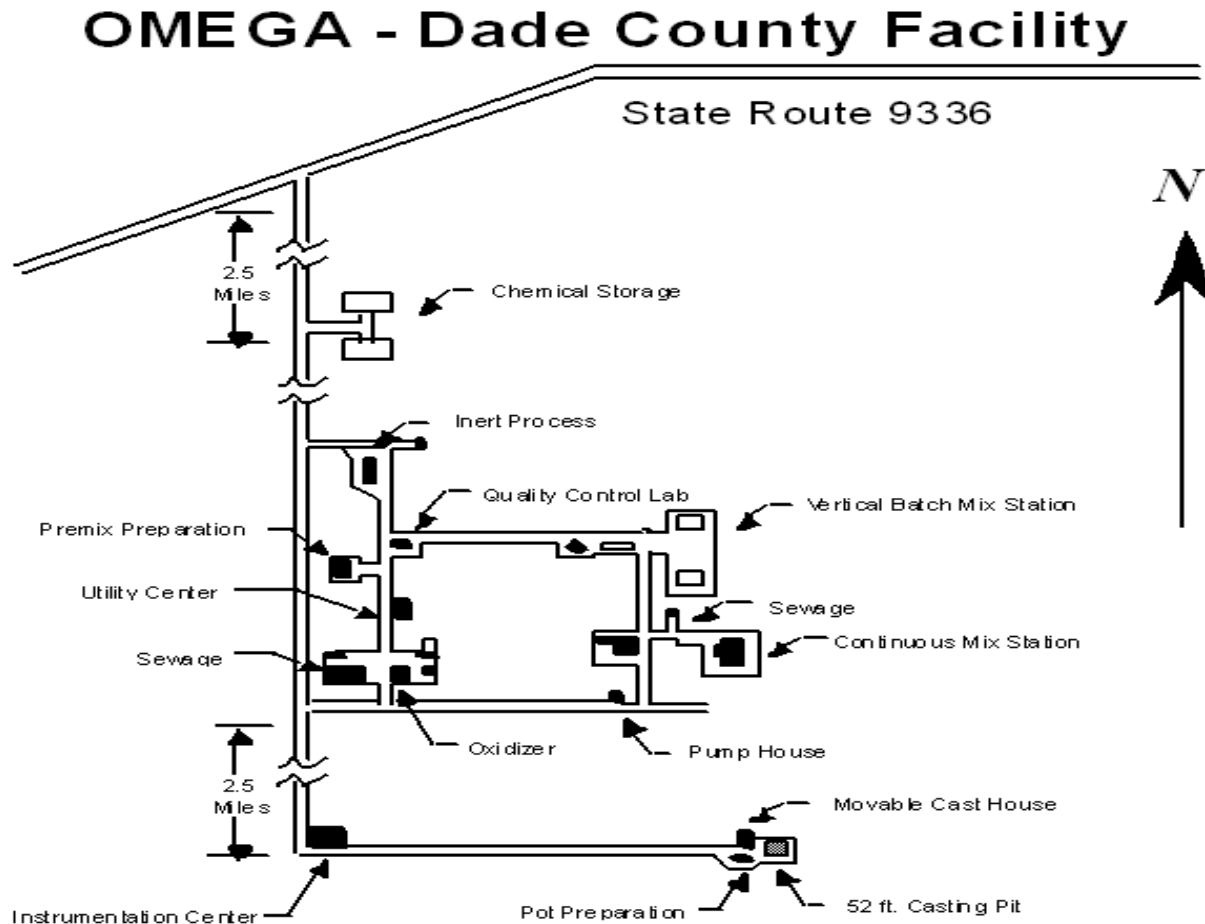 OMEGA - Dade County Facility
State Route 9336
N
2.5
Miles
Chemical Storage
Inert Process
Quality Control Lab
Vertical Batch Mix Station
Premix Preparation
Utility Center
Sewage
Continuous Mix Station
Sewage
Oxidizer
Pump House
2.5
Miles
Movable Cast House
Instrumentation Center
Pot Preparation
52 ft. Casting Pit